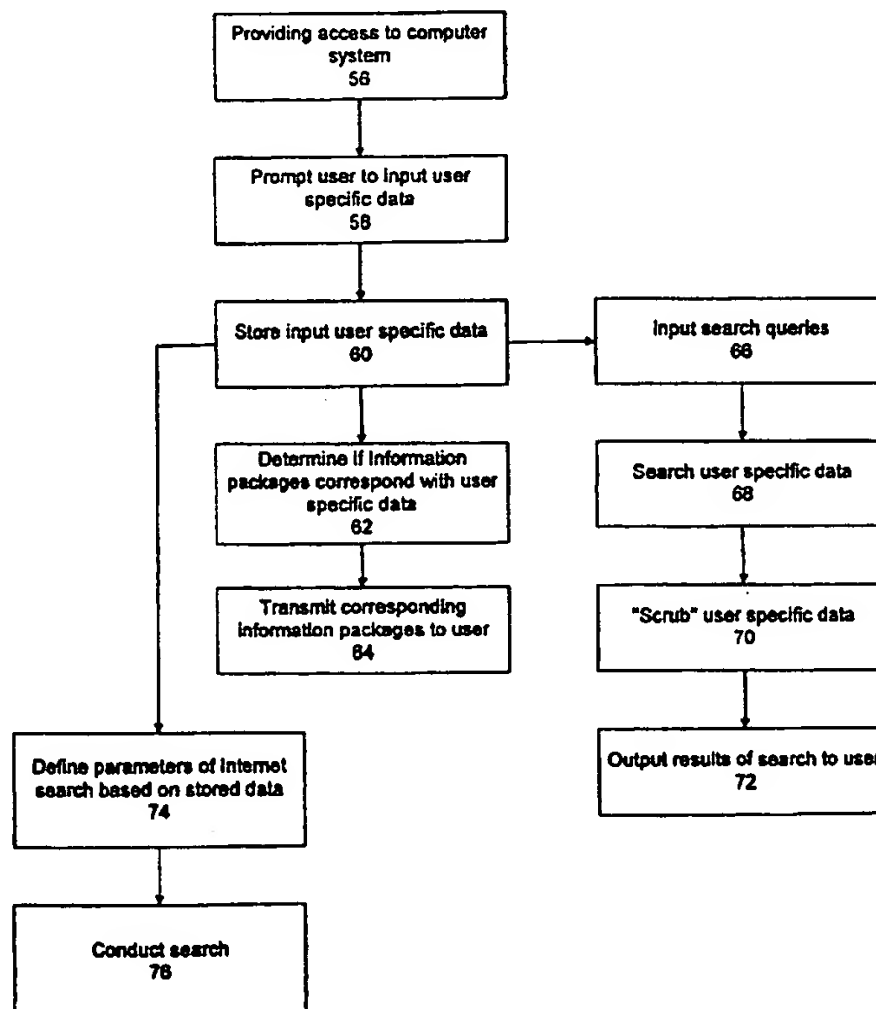 Providing access to computer
system
56
Prompt user to input user
specific data
58
Store input user specific data
60
Input search queries
66
Determine if Information
packages correspond with user
specific data
62
Search user specific data
68
Transmit corresponding
information packages to user
64
"Scrub" user specific data
70
Define parameters of Internet
search based on stored data
74
Output results of search to user
72
Conduct search
76